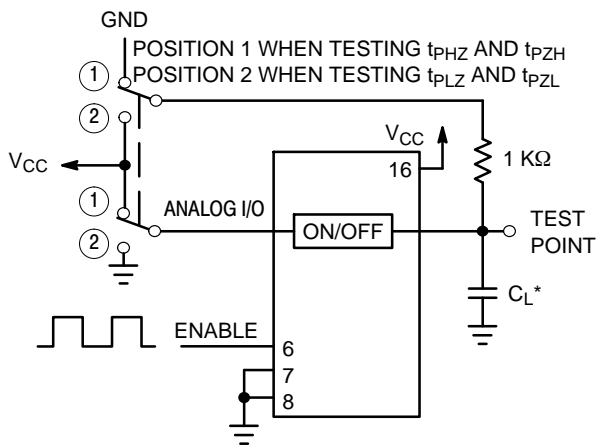 GND
POSITION 1 WHEN TESTING tPHZ AND tPZH
POSITION 2 WHEN TESTING tPLZ AND tPZL
1
2
VCC
VCC
16
1 KΩ
1
2
ANALOG I/O
ON/OFF
TEST
POINT
CL*
ENABLE
6
7
8